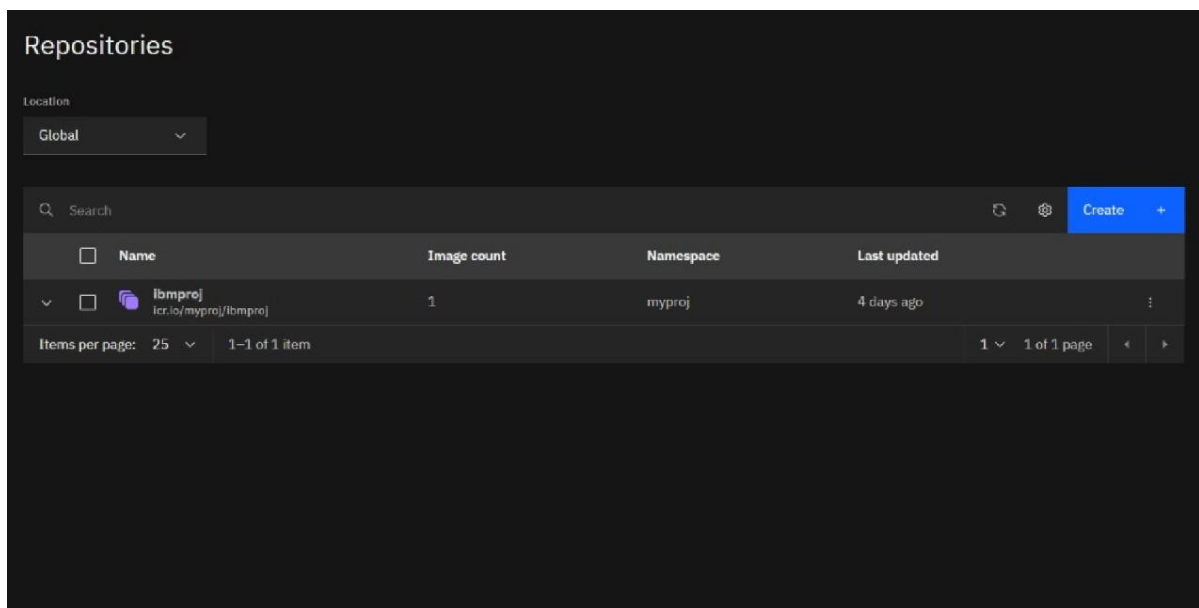 Repositories
Location
Global
Search
Create +
Name Image count Namespace Last updated
ibmproj 1 myproj 4 days ago
icr.io/myproj/ibmproj
Items per page: 25 1–1 of 1 item 1 1 of 1 page